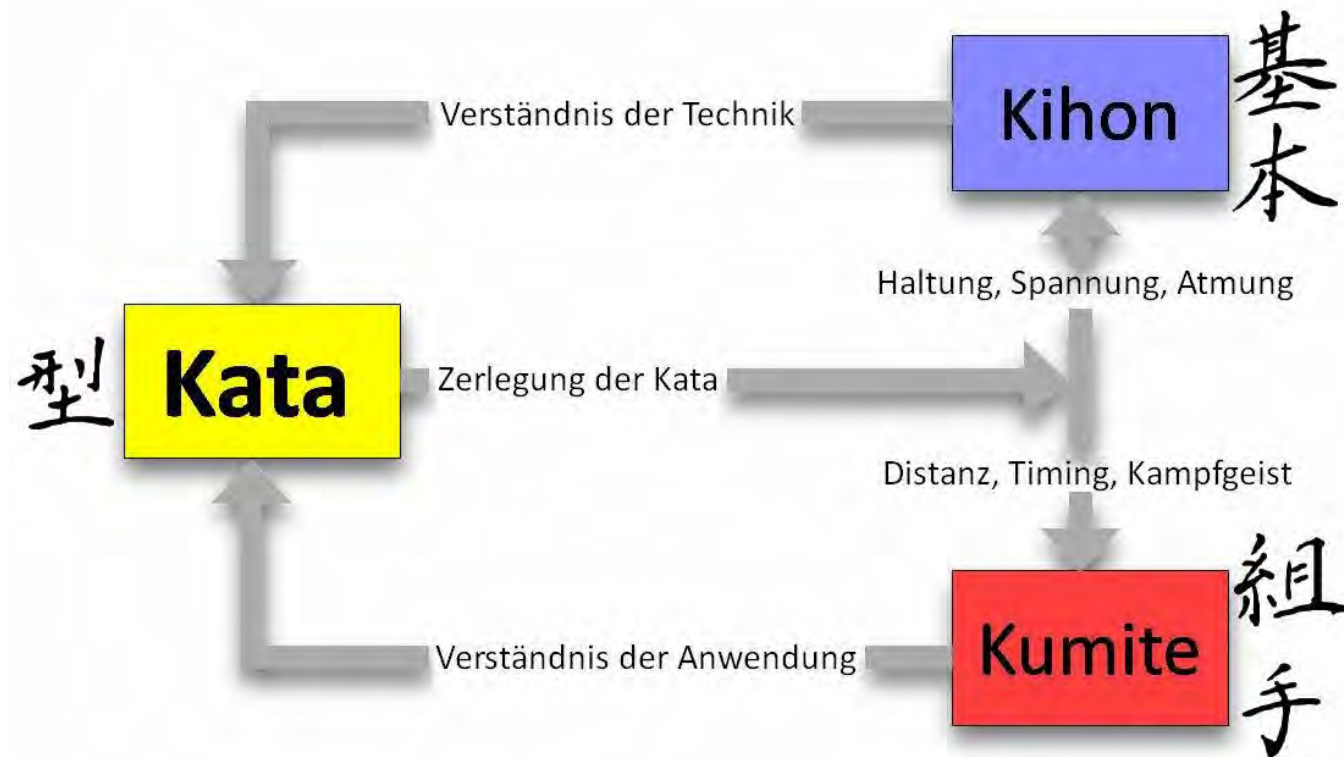 Kihon
基本
Verständnis der Technik
Haltung, Spannung, Atmung
型
Kata
Zerlegung der Kata
Distanz, Timing, Kampfgeist
Verständnis der Anwendung
Kumite
組手